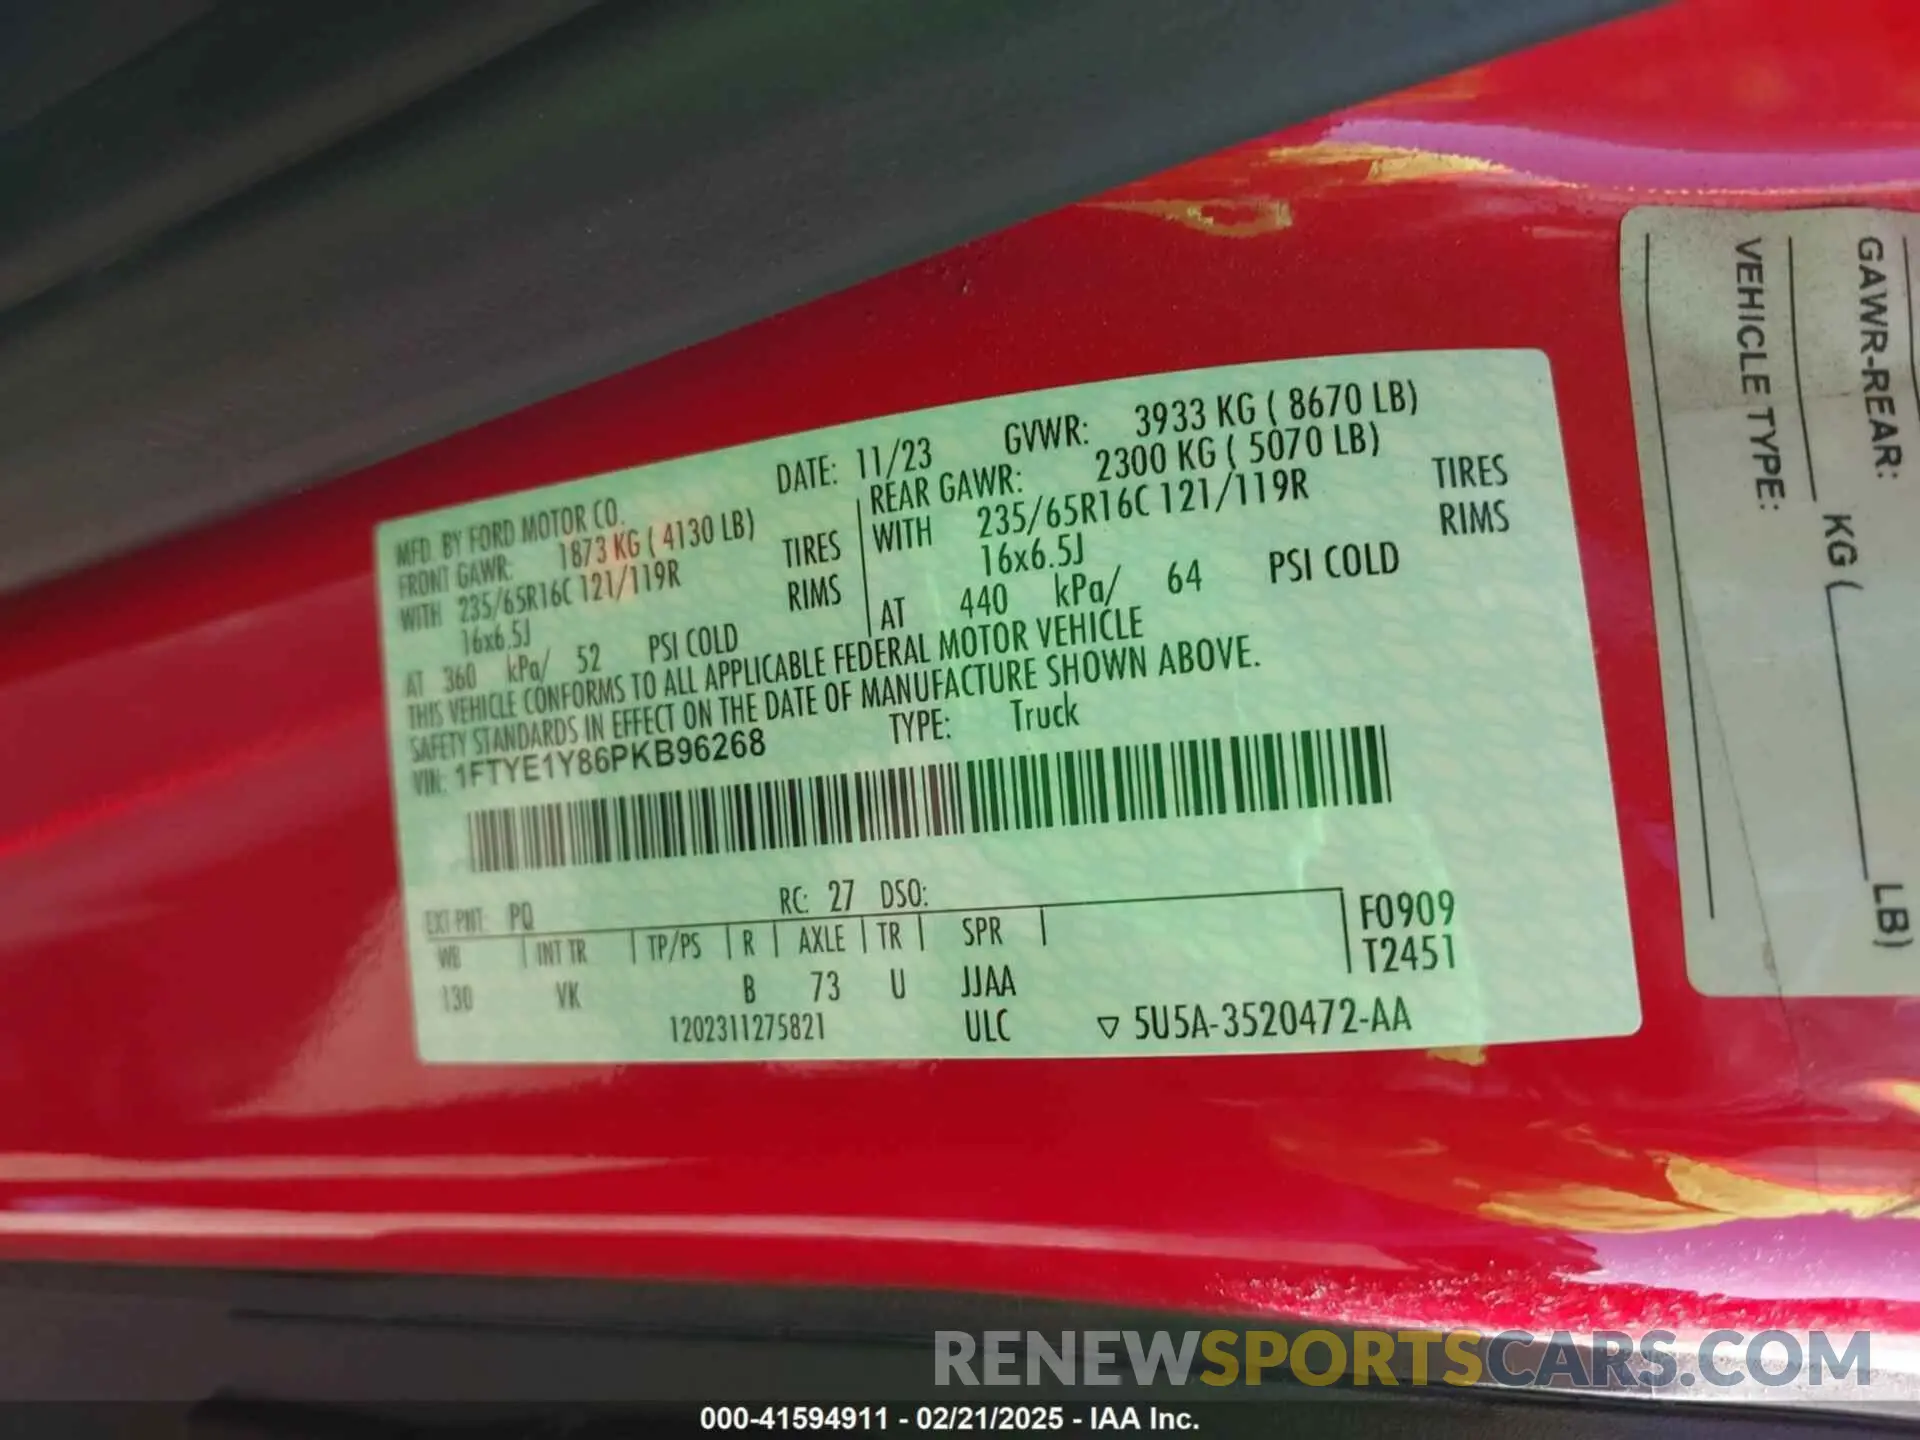 MFD. BY FORD MOTOR CO. DATE: 11/23 GVWR: 3933 KG ( 8670 LB)
FRONT GAWR: 1873 KG ( 4130 LB) REAR GAWR: 2300 KG ( 5070 LB)
WITH 235/65R16C 121/119R TIRES WITH 235/65R16C 121/119R TIRES
16x6.5J RIMS 16x6.5J RIMS
AT 360 kPa/ 52 PSI COLD AT 440 kPa/ 64 PSI COLD
THIS VEHICLE CONFORMS TO ALL APPLICABLE FEDERAL MOTOR VEHICLE
SAFETY STANDARDS IN EFFECT ON THE DATE OF MANUFACTURE SHOWN ABOVE.
VIN: 1FTYE1Y86PKB96268 TYPE: Truck
EXT PNT: PQ RC: 27 DSO:
WB INT TR TP/PS R AXLE TR SPR F0909
T2451
130 VK B 73 U JJAA
1202311275821 ULC ▽ 5U5A-3520472-AA
GAWR-REAR: KG ( LB)
VEHICLE TYPE:
RENEWSPORTSCARS.COM
000-41594911 - 02/21/2025 - IAA Inc.